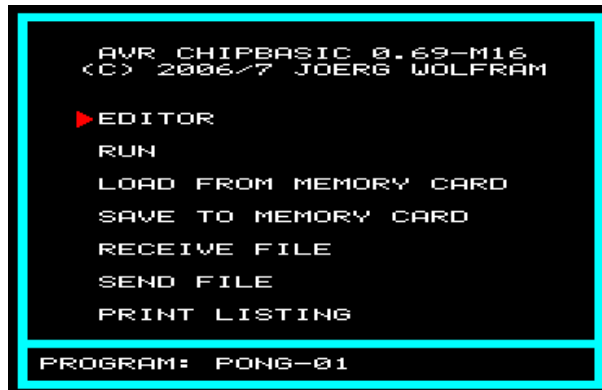 AVR CHIPBASIC 0.69-M16
<C> 2006/7 JOERG WOLFRAM
EDITOR
RUN
LOAD FROM MEMORY CARD
SAVE TO MEMORY CARD
RECEIVE FILE
SEND FILE
PRINT LISTING
PROGRAM: PONG-01